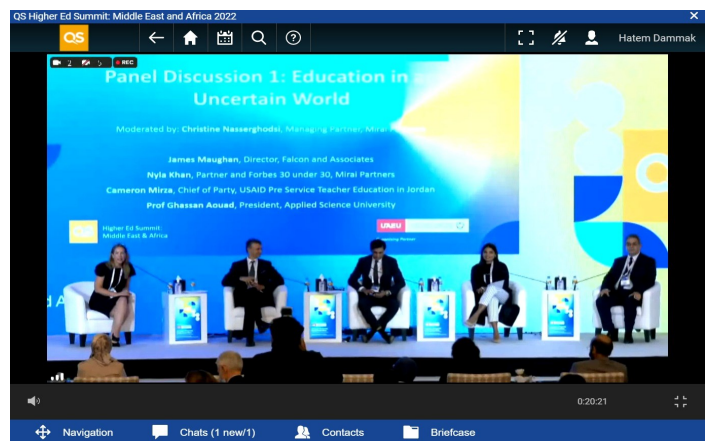 QS Higher Ed Summit: Middle East and Africa 2022
QS
Hatem Dammak
REC
Panel Discussion 1: Education in an
Uncertain World
Moderated by: Christine Nasserghodsi, Managing Partner, Mirai
James Maughan, Director, Falcon and Associates
Nyla Khan, Partner and Forbes 30 under 30, Mirai Partners
Cameron Mirza, Chief of Party, USAID Pre Service Teacher Education in Jordan
Prof Ghassan Aouad, President, Applied Science University
QS
Higher Ed Summit:
Middle East & Africa
UAEU
0:20:21
Navigation
Chats (1 new/1)
Contacts
Briefcase